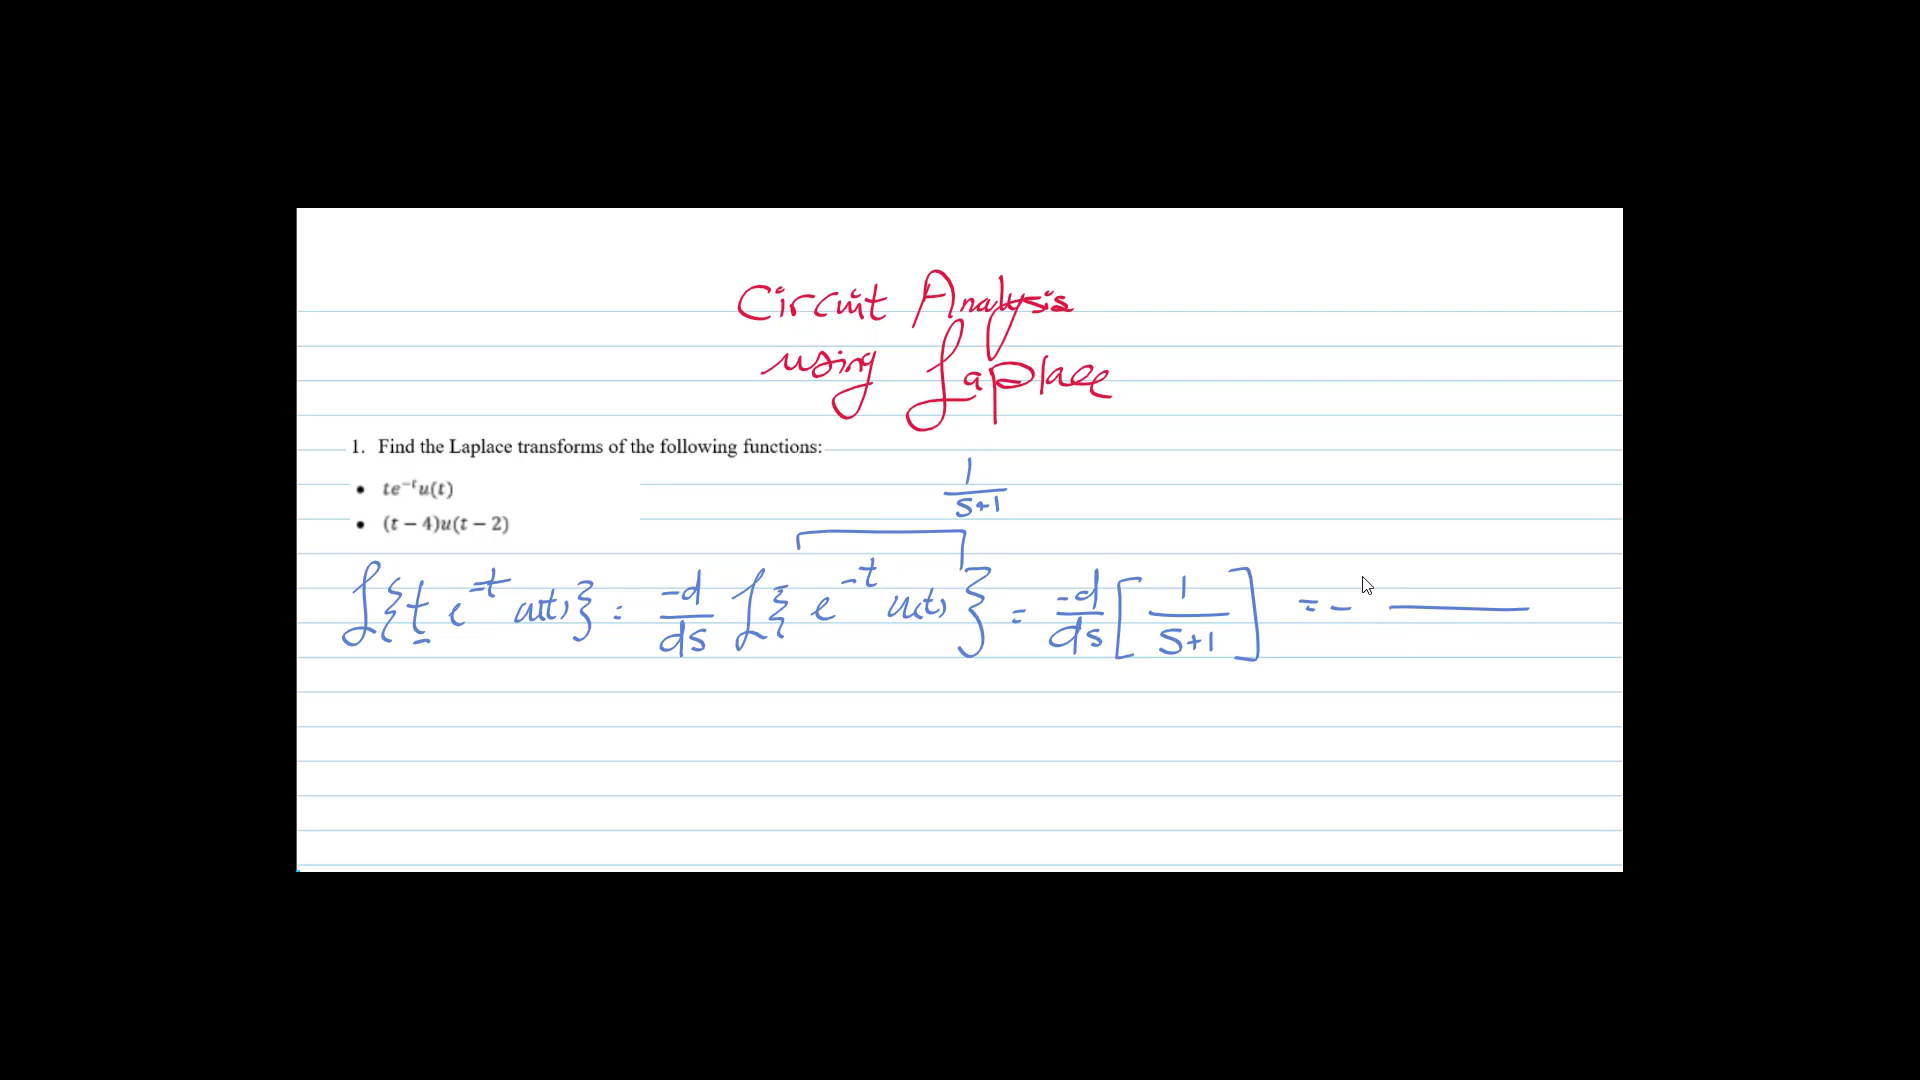 Circuit Analysis
using Laplace
1. Find the Laplace transforms of the following functions:
• te⁻ᵗu(t)
• (t − 4)u(t − 2)
1/(s+1)
ℒ{t e⁻ᵗ u(t)} = -d/ds ℒ{e⁻ᵗ u(t)} = -d/ds [1/(s+1)] = -